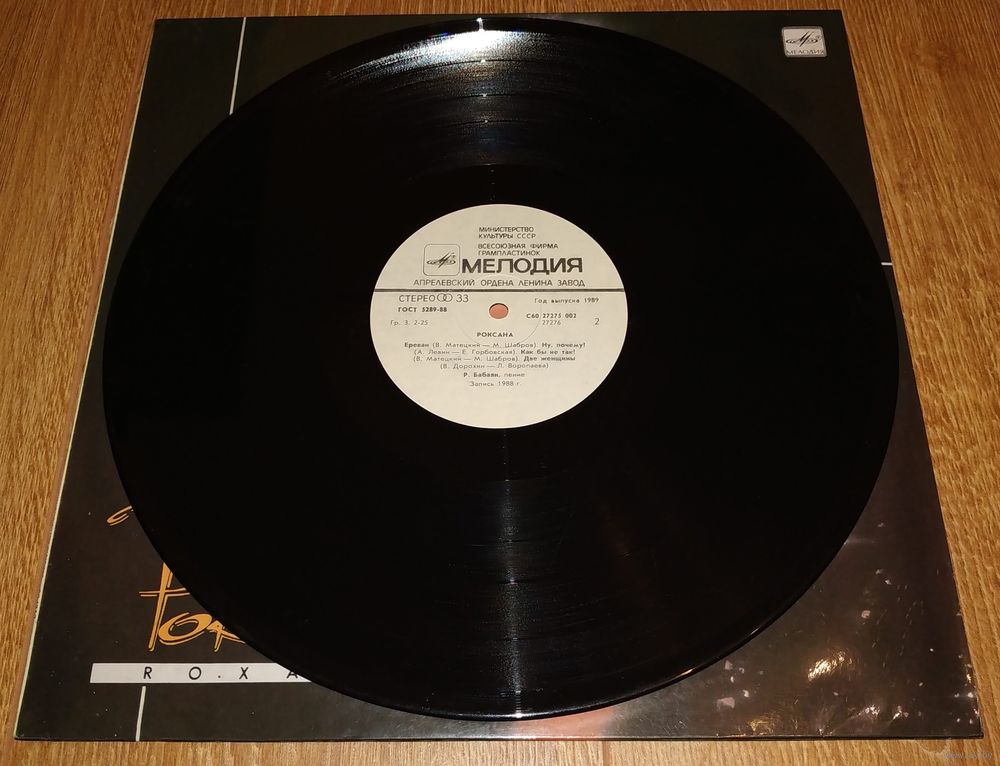 МЕЛОДИЯ
МИНИСТЕРСТВО
КУЛЬТУРЫ СССР
ВСЕСОЮЗНАЯ ФИРМА
ГРАМПЛАСТИНОК
МЕЛОДИЯ
АПРЕЛЕВСКИЙ ОРДЕНА ЛЕНИНА ЗАВОД
СТЕРЕО 33
Год выпуска 1989
ГОСТ 5289-88
С60 27275 002
Гр. 3. 2-25
27276
2
РОКСАНА
Ереван (В. Матецкий — М. Шабров). Ну, почему!
(А. Левин — Е. Горбовская). Как бы не так!
(В. Матецкий — М. Шабров). Две женщины
(В. Дорохин — Л. Воропаева)
Р. Бабаян, пение
Запись 1988 г.
R O . X A